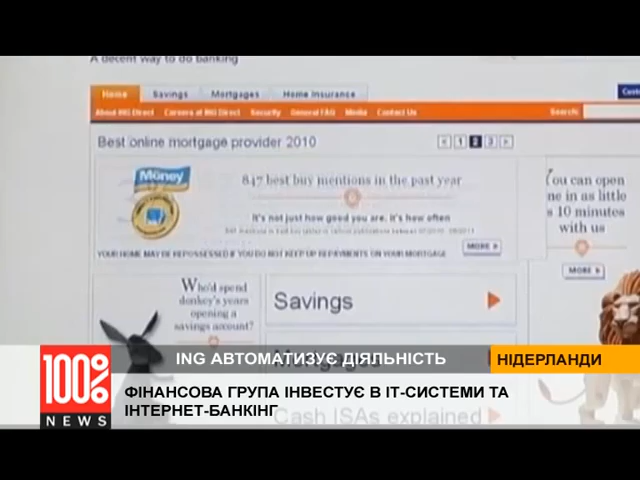 A decent way to do banking
Home Savings Mortgages Home Insurance
About ING Direct Careers at ING Direct Security General FAQ Media Contact Us Search:
Best online mortgage provider 2010
« 1 2 3 »
Money
847 best buy mentions in the past year
It's not just how good you are, it's how often
YOUR HOME MAY BE REPOSSESSED IF YOU DO NOT KEEP UP REPAYMENTS ON YOUR MORTGAGE
MORE
You can open
me in as little
s 10 minutes
with us
MORE
Who'd spend
donkey's years
opening a
savings account?
Savings
Mortgages
Cash ISAs explained
100%
NEWS
ING АВТОМАТИЗУЄ ДІЯЛЬНІСТЬ
НІДЕРЛАНДИ
ФІНАНСОВА ГРУПА ІНВЕСТУЄ В ІТ-СИСТЕМИ ТА
ІНТЕРНЕТ-БАНКІНГ